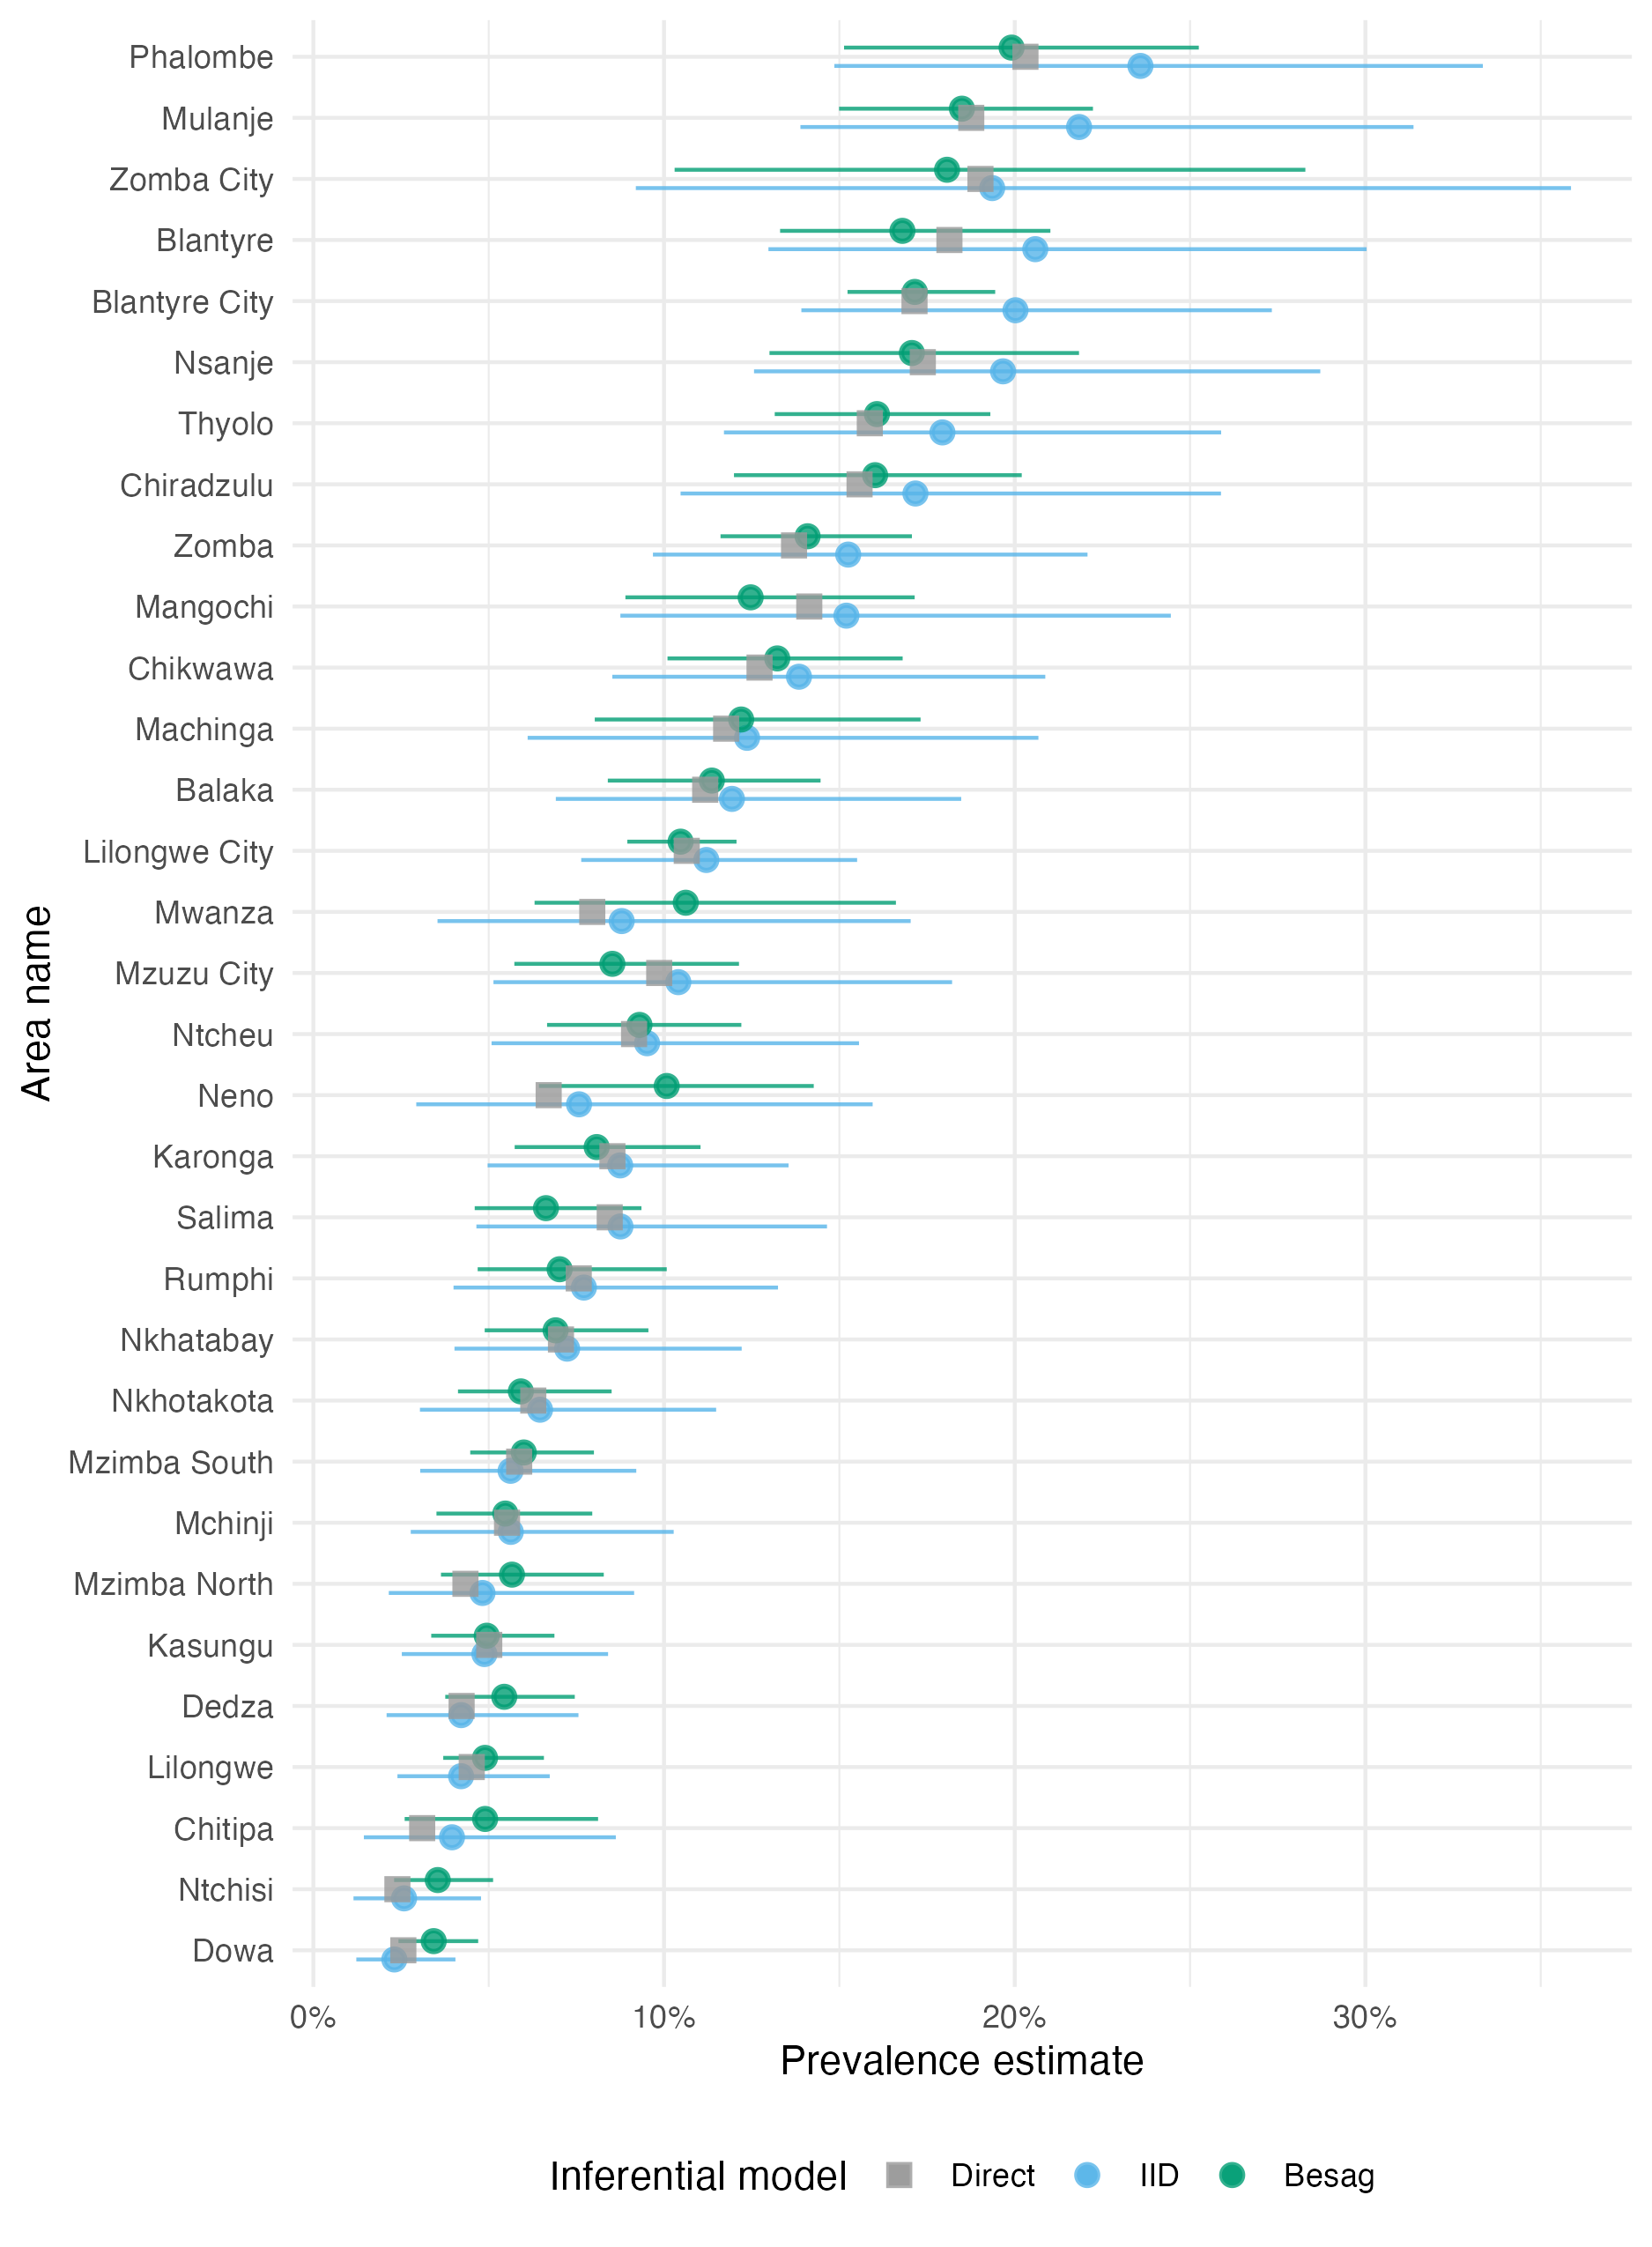 Phalombe
Mulanje
Zomba City
Blantyre
Blantyre City
Nsanje
Thyolo
Chiradzulu
Zomba
Mangochi
Chikwawa
Machinga
Balaka
Lilongwe City
Mwanza
Mzuzu City
Ntcheu
Neno
Karonga
Salima
Rumphi
Nkhatabay
Nkhotakota
Mzimba South
Mchinji
Mzimba North
Kasungu
Dedza
Lilongwe
Chitipa
Ntchisi
Dowa
Area name
0% 10% 20% 30%
Prevalence estimate
Inferential model Direct IID Besag